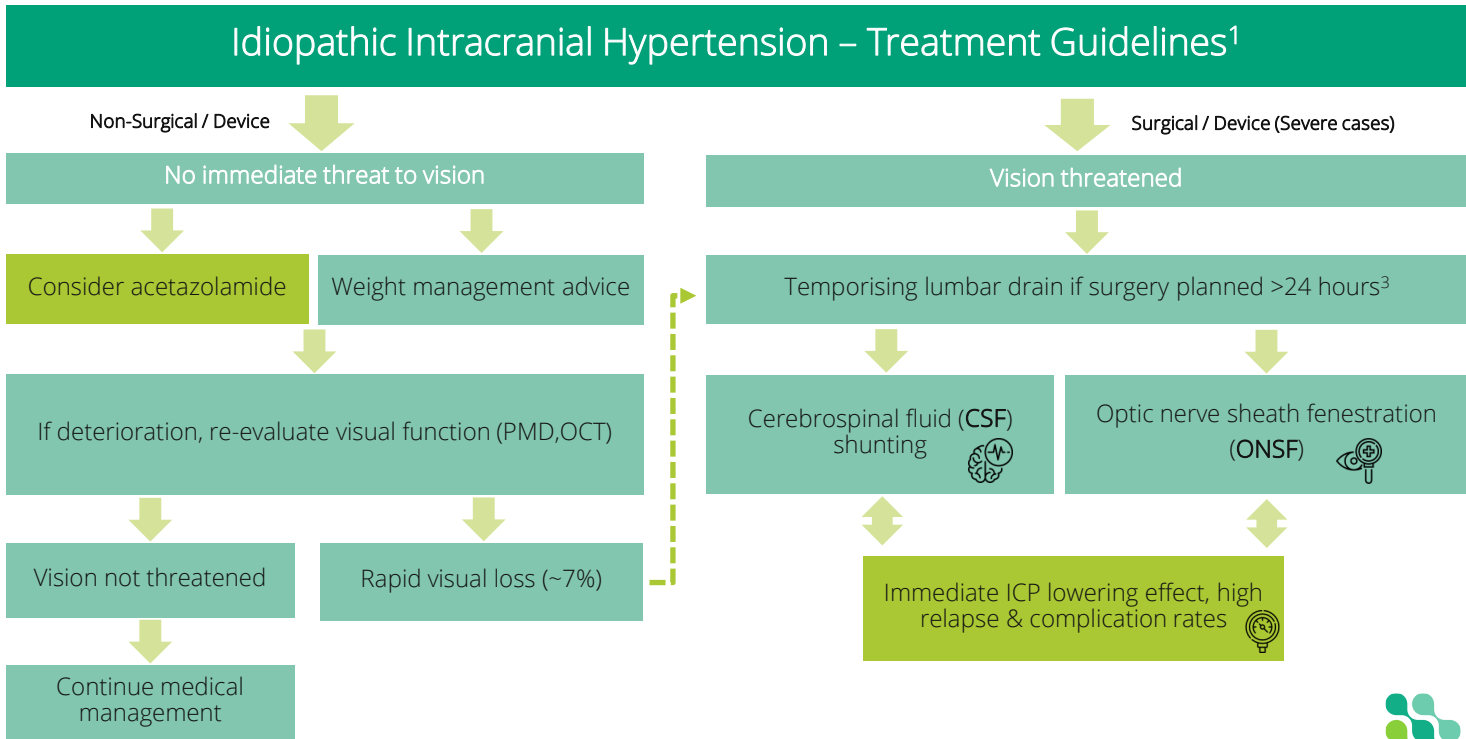 Idiopathic Intracranial Hypertension – Treatment Guidelines¹
Non-Surgical / Device
Surgical / Device (Severe cases)
No immediate threat to vision
Vision threatened
Consider acetazolamide
Weight management advice
Temporising lumbar drain if surgery planned >24 hours³
If deterioration, re-evaluate visual function (PMD,OCT)
Cerebrospinal fluid (CSF)
shunting
Optic nerve sheath fenestration
(ONSF)
Vision not threatened
Rapid visual loss (~7%)
Immediate ICP lowering effect, high
relapse & complication rates
Continue medical
management